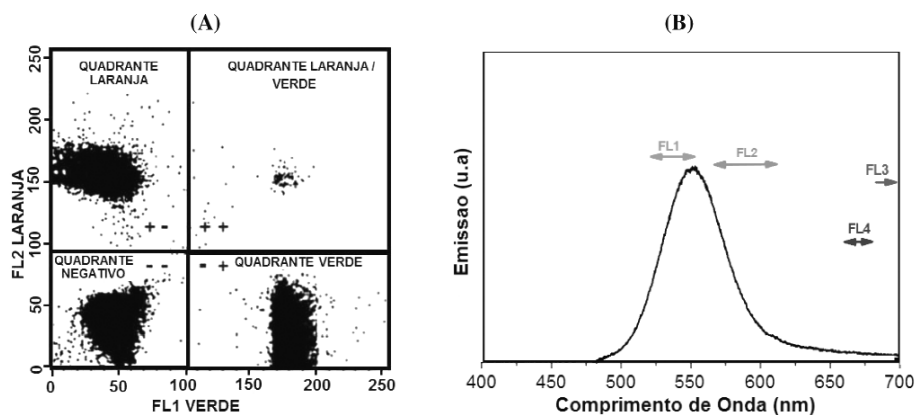 (A)
(B)
250
200
150
100
50
0
FL2 LARANJA
QUADRANTE
LARANJA
QUADRANTE LARANJA /
VERDE
+ -
+ +
QUADRANTE
NEGATIVO
- -
- +
QUADRANTE VERDE
0
50
100
150
200
250
FL1 VERDE
Emissao (u.a)
FL1
FL2
FL3
FL4
400
450
500
550
600
650
700
Comprimento de Onda (nm)